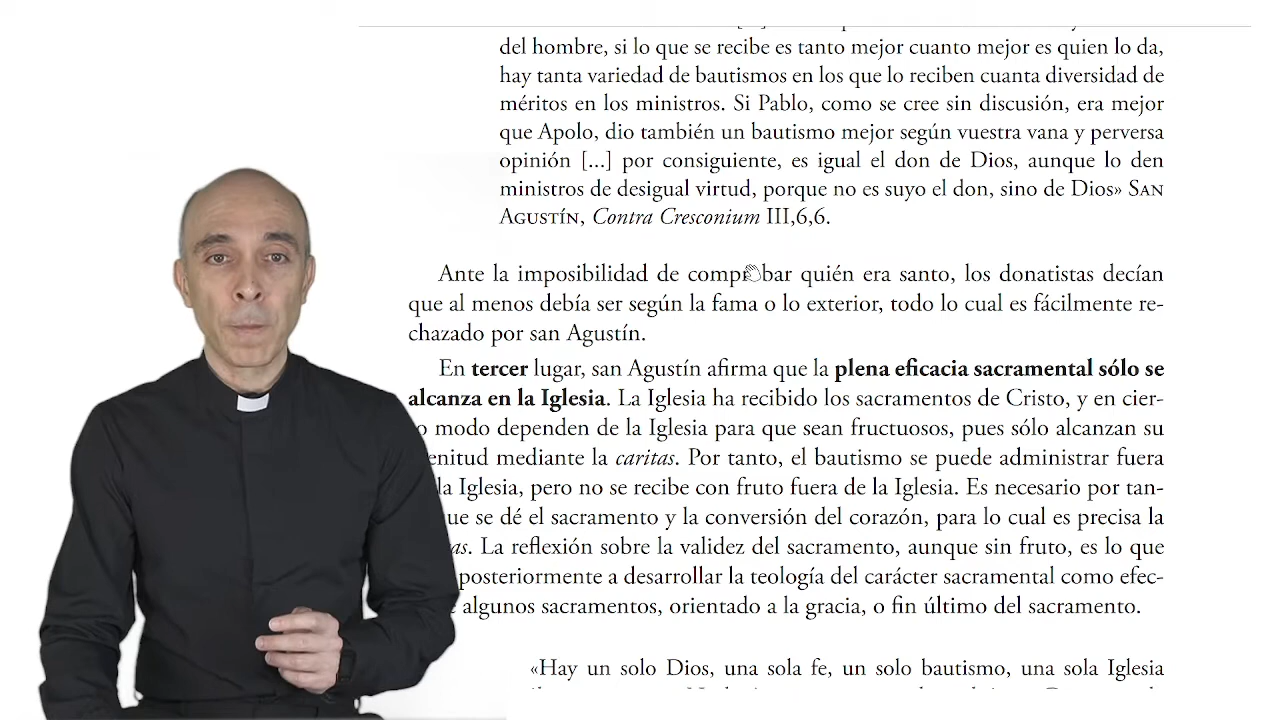 del hombre, si lo que se recibe es tanto mejor cuanto mejor es quien lo da,
hay tanta variedad de bautismos en los que lo reciben cuanta diversidad de
méritos en los ministros. Si Pablo, como se cree sin discusión, era mejor
que Apolo, dio también un bautismo mejor según vuestra vana y perversa
opinión [...] por consiguiente, es igual el don de Dios, aunque lo den
ministros de desigual virtud, porque no es suyo el don, sino de Dios» SAN
AGUSTÍN, Contra Cresconium III,6,6.
Ante la imposibilidad de comprobar quién era santo, los donatistas decían
que al menos debía ser según la fama o lo exterior, todo lo cual es fácilmente re-
chazado por san Agustín.
En tercer lugar, san Agustín afirma que la plena eficacia sacramental sólo se
alcanza en la Iglesia. La Iglesia ha recibido los sacramentos de Cristo, y en cier-
o modo dependen de la Iglesia para que sean fructuosos, pues sólo alcanzan su
enitud mediante la caritas. Por tanto, el bautismo se puede administrar fuera
la Iglesia, pero no se recibe con fruto fuera de la Iglesia. Es necesario por tan-
ue se dé el sacramento y la conversión del corazón, para lo cual es precisa la
as. La reflexión sobre la validez del sacramento, aunque sin fruto, es lo que
posteriormente a desarrollar la teología del carácter sacramental como efec-
algunos sacramentos, orientado a la gracia, o fin último del sacramento.
«Hay un solo Dios, una sola fe, un solo bautismo, una sola Iglesia